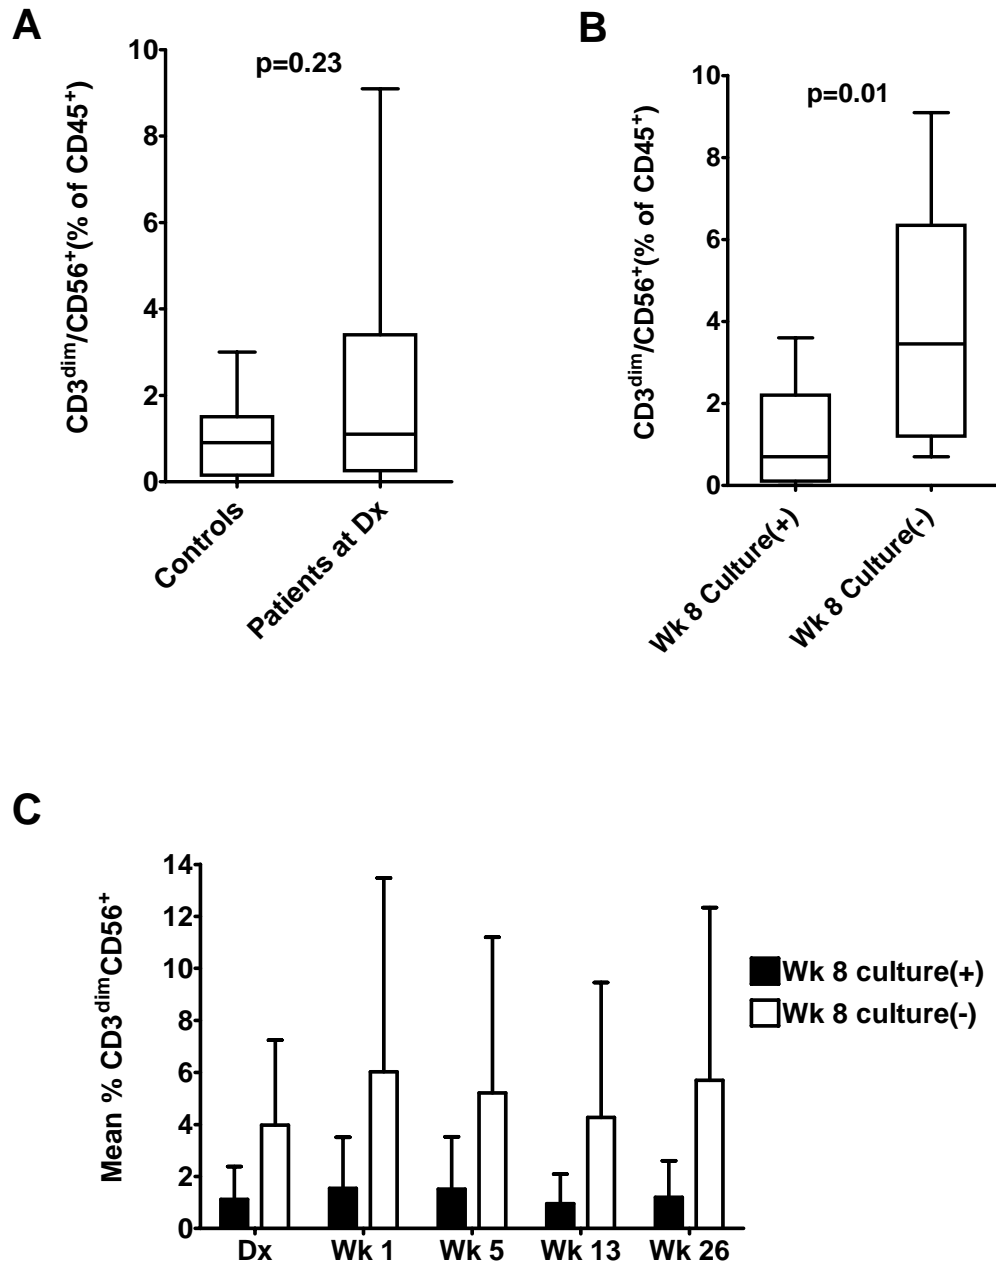 A
CD3ᵈⁱᵐ/CD56⁺(% of CD45⁺)
10
8
6
4
2
0
p=0.23
Controls
Patients at Dx
B
CD3ᵈⁱᵐ/CD56⁺(% of CD45⁺)
10
8
6
4
2
0
p=0.01
Wk 8 Culture(+)
Wk 8 Culture(-)
C
Mean % CD3ᵈⁱᵐCD56⁺
14
12
10
8
6
4
2
0
Dx
Wk 1
Wk 5
Wk 13
Wk 26
Wk 8 culture(+)
Wk 8 culture(-)